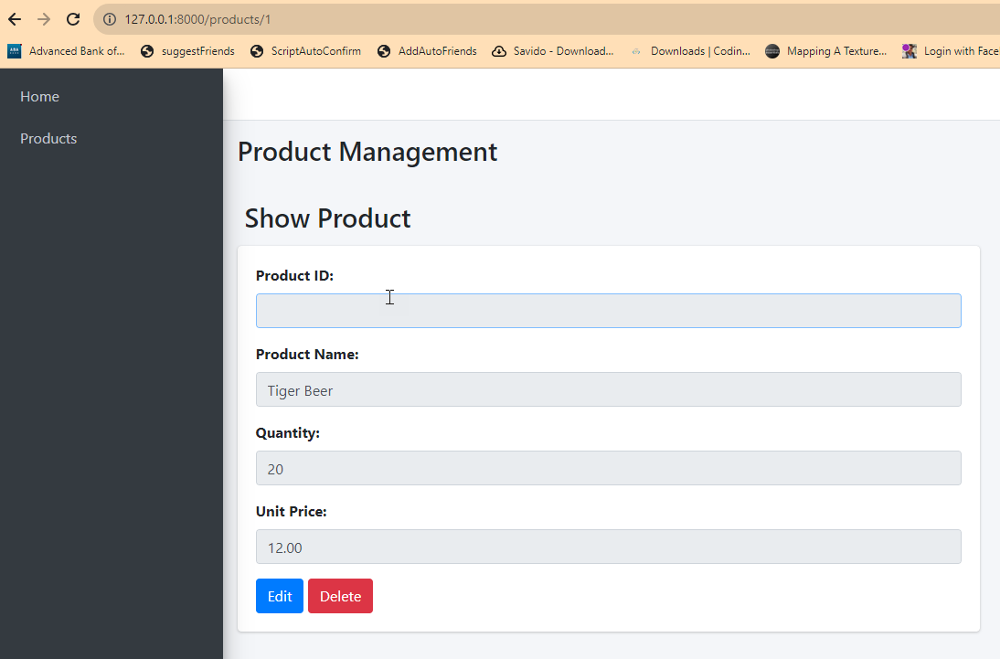 127.0.0.1:8000/products/1
Advanced Bank of... suggestFriends ScriptAutoConfirm AddAutoFriends Savido - Download... Downloads | Codin... Mapping A Texture... Login with Face
Home
Products
Product Management
Show Product
Product ID:
Product Name:
Tiger Beer
Quantity:
20
Unit Price:
12.00
Edit Delete